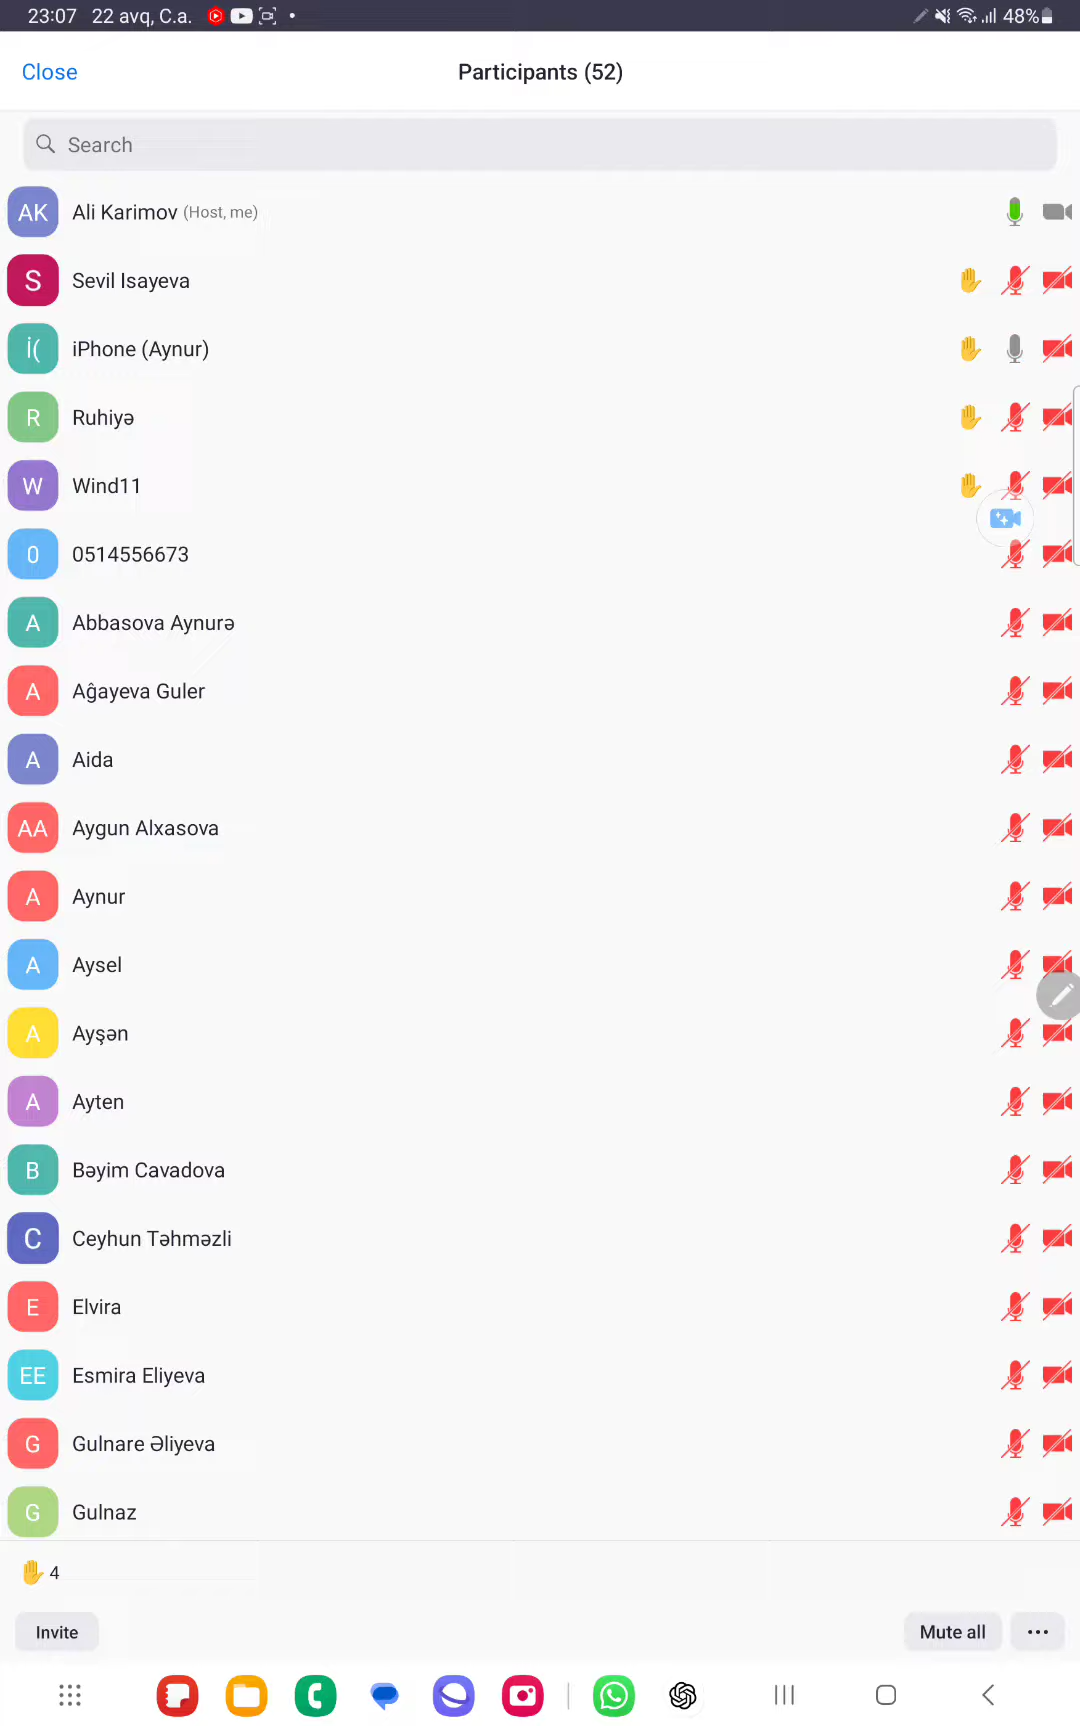 23:07 22 avq, C.a. 48%
Close Participants (52)
Search
AK Ali Karimov (Host, me)
S Sevil Isayeva
İ( iPhone (Aynur)
R Ruhiyə
W Wind11
0 0514556673
A Abbasova Aynurə
A Aĝayeva Guler
A Aida
AA Aygun Alxasova
A Aynur
A Aysel
A Ayşən
A Ayten
B Bəyim Cavadova
C Ceyhun Təhməzli
E Elvira
EE Esmira Eliyeva
G Gulnare Əliyeva
G Gulnaz
4
Invite Mute all